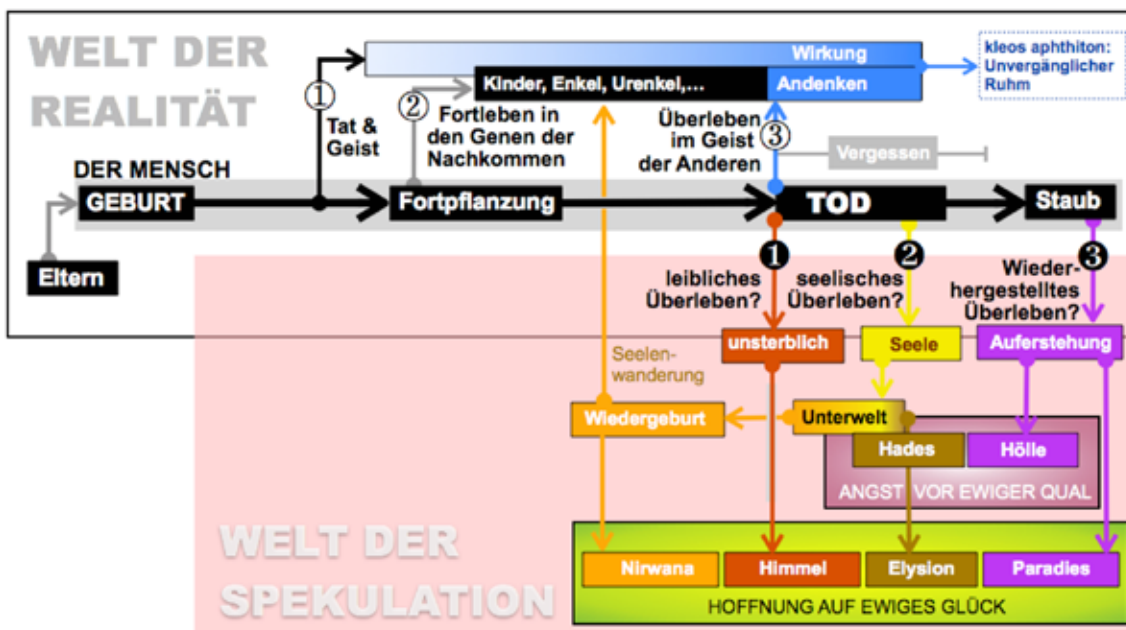 WELT DER
REALITÄT
Wirkung
kleos aphthiton:
Unvergänglicher
Ruhm
Kinder, Enkel, Urenkel,...
Andenken
①
Tat &
Geist
②
Fortleben in
den Genen der
Nachkommen
Überleben
im Geist
der Anderen
③
Vergessen
DER MENSCH
GEBURT
Fortpflanzung
TOD
Staub
Eltern
❶
leibliches
Überleben?
❷
seelisches
Überleben?
❸
Wieder-
hergestelltes
Überleben?
unsterblich
Seele
Auferstehung
Seelen-
wanderung
Wiedergeburt
Unterwelt
Hades
Hölle
ANGST VOR EWIGER QUAL
WELT DER
SPEKULATION
Nirwana
Himmel
Elysion
Paradies
HOFFNUNG AUF EWIGES GLÜCK